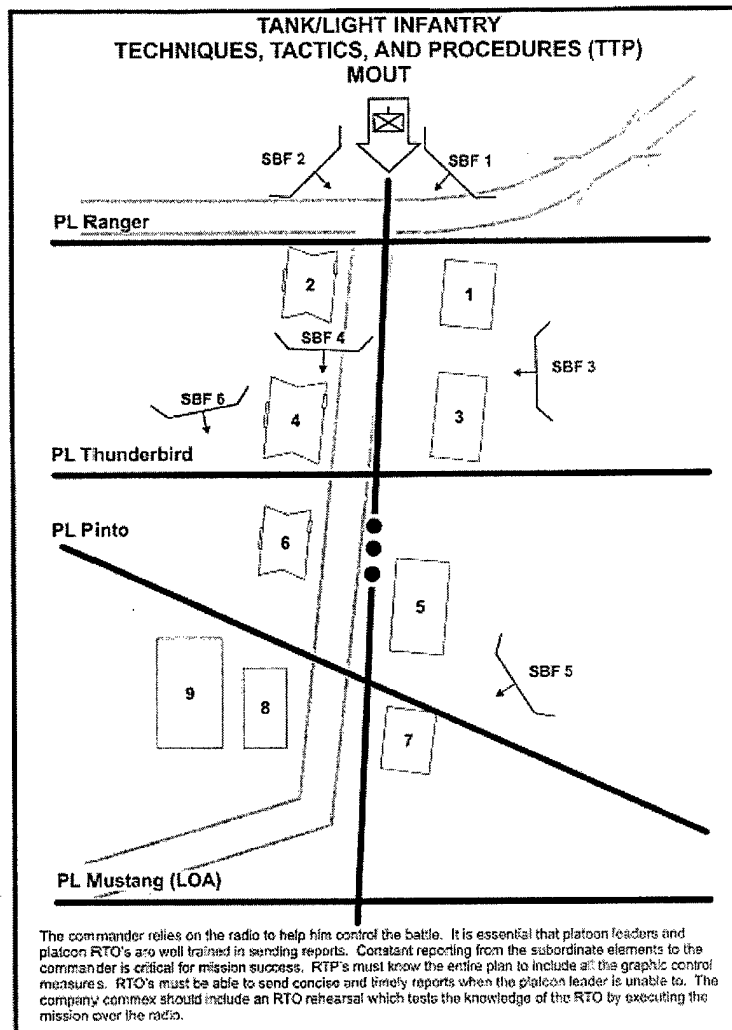 TANK/LIGHT INFANTRY
TECHNIQUES, TACTICS, AND PROCEDURES (TTP)
MOUT
SBF 2
SBF 1
PL Ranger
2
1
SBF 4
SBF 3
SBF 6
4
3
PL Thunderbird
PL Pinto
6
5
SBF 5
9
8
7
PL Mustang (LOA)
The commander relies on the radio to help him control the battle. It is essential that platoon leaders and
platoon RTO's are well trained in sending reports. Constant reporting from the subordinate elements to the
commander is critical for mission success. RTP's must know the entire plan to include all the graphic control
measures. RTO's must be able to send concise and timely reports when the platoon leader is unable to. The
company commex should include an RTO rehearsal which tests the knowledge of the RTO by executing the
mission over the radio.